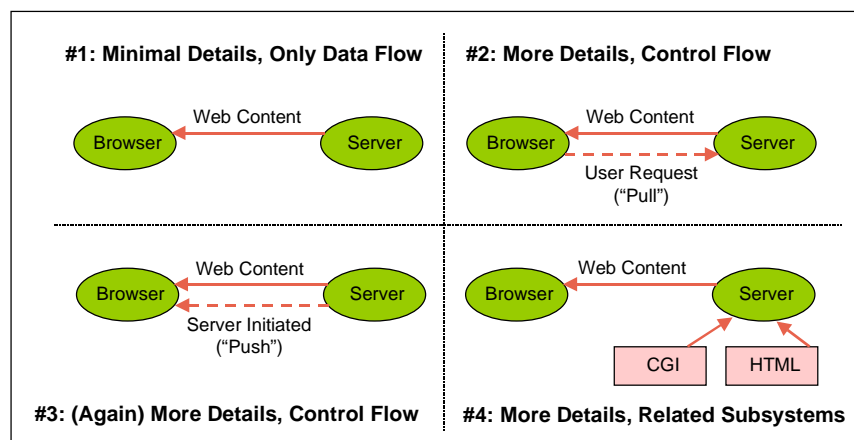 #1: Minimal Details, Only Data Flow
Web Content
Browser
Server
#2: More Details, Control Flow
Web Content
Browser
Server
User Request
(“Pull”)
Web Content
Browser
Server
Server Initiated
(“Push”)
#3: (Again) More Details, Control Flow
Web Content
Browser
Server
CGI
HTML
#4: More Details, Related Subsystems